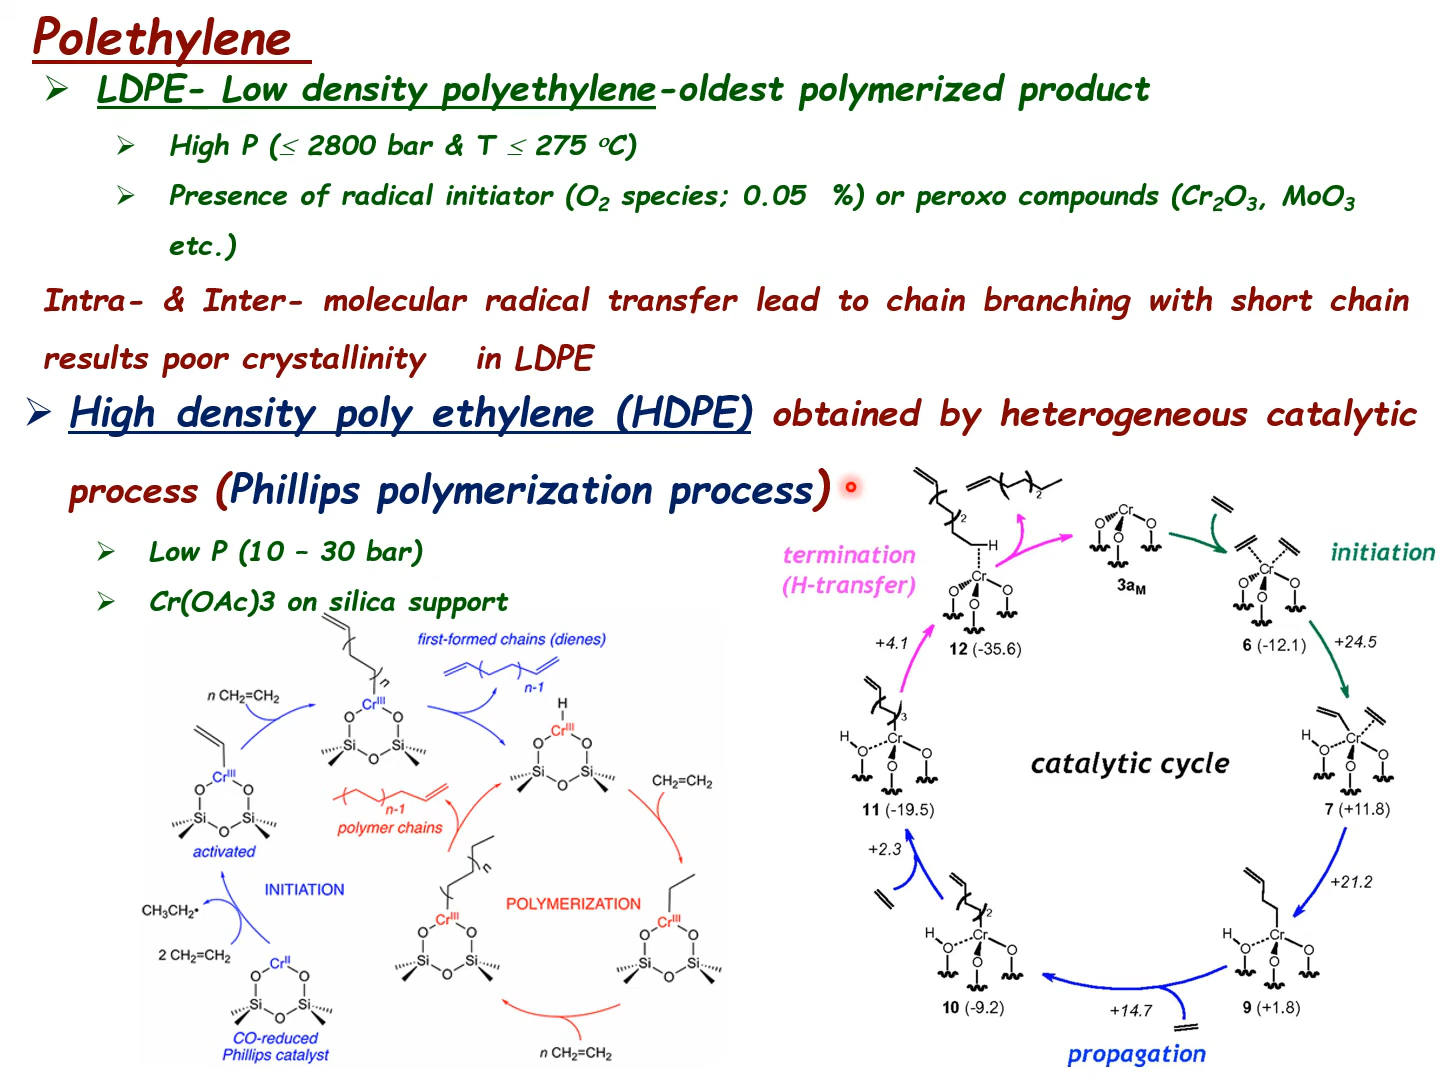 Polethylene
➢ LDPE- Low density polyethylene-oldest polymerized product
➢ High P (≤ 2800 bar & T ≤ 275 °C)
➢ Presence of radical initiator (O₂ species; 0.05 %) or peroxo compounds (Cr₂O₃, MoO₃
etc.)
Intra- & Inter- molecular radical transfer lead to chain branching with short chain
results poor crystallinity in LDPE
➢ High density poly ethylene (HDPE) obtained by heterogeneous catalytic
process (Phillips polymerization process)
➢ Low P (10 – 30 bar)
➢ Cr(OAc)3 on silica support
first-formed chains (dienes)
n-1
n CH₂=CH₂
n
Crᴵᴵᴵ
O O
Si Si
O
H
Crᴵᴵᴵ
O O
Si Si
O
CH₂=CH₂
Crᴵᴵᴵ
O O
Si Si
O
activated
n-1
polymer chains
INITIATION
CH₃CH₂•
2 CH₂=CH₂
Crᴵᴵ
O O
Si Si
O
CO-reduced
Phillips catalyst
n
Crᴵᴵᴵ
O O
Si Si
O
POLYMERIZATION
Crᴵᴵᴵ
O O
Si Si
O
n CH₂=CH₂
termination
(H-transfer)
2
2
H
Cr
O O
O
12 (-35.6)
Cr
O O
O
3aM
initiation
Cr
O O
O
6 (-12.1)
+24.5
+4.1
3
H
O Cr
O O
11 (-19.5)
catalytic cycle
H
O Cr
O O
7 (+11.8)
+2.3
+21.2
2
H
O Cr
O O
10 (-9.2)
+14.7
H
O Cr
O O
9 (+1.8)
propagation